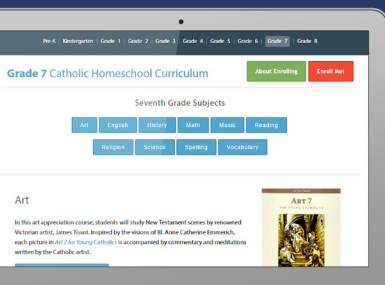 Pre-K | Kindergarten | Grade 1 | Grade 2 | Grade 3 | Grade 4 | Grade 5 | Grade 6 | Grade 7 | Grade 8
Grade 7 Catholic Homeschool Curriculum
About Enrolling
Enroll Me!
Seventh Grade Subjects
Art
English
History
Math
Music
Reading
Religion
Science
Spelling
Vocabulary
Art
In this art appreciation course, students will study New Testament scenes by renowned
Victorian artist, James Tissot. Inspired by the visions of Bl. Anne Catherine Emmerich,
each picture in Art 7 for Young Catholics is accompanied by commentary and meditations
written by the Catholic artist.
ART 7
FOR YOUNG CATHOLICS